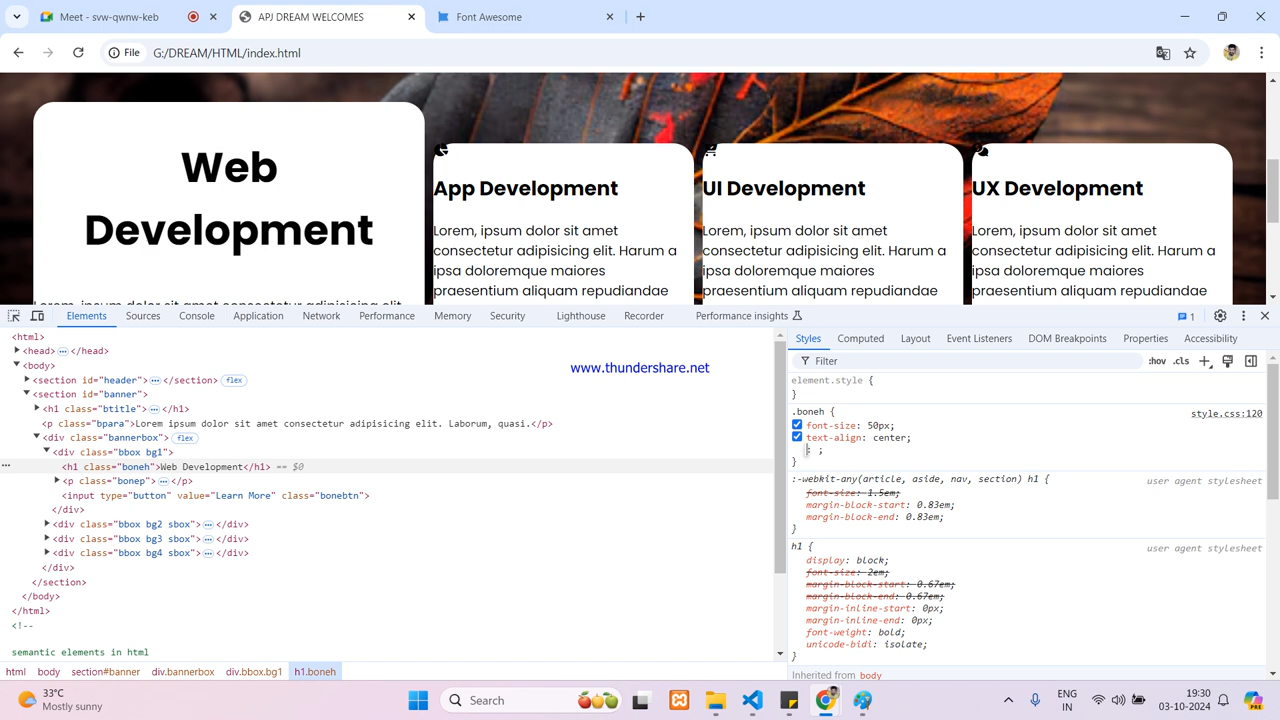 Meet - svw-qwnw-keb
APJ DREAM WELCOMES
Font Awesome
File G:/DREAM/HTML/index.html
Web
Development
App Development
Lorem, ipsum dolor sit amet
consectetur adipisicing elit. Harum a
ipsa doloremque maiores
praesentium aliquam repudiandae
UI Development
Lorem, ipsum dolor sit amet
consectetur adipisicing elit. Harum a
ipsa doloremque maiores
praesentium aliquam repudiandae
UX Development
Lorem, ipsum dolor sit amet
consectetur adipisicing elit. Harum a
ipsa doloremque maiores
praesentium aliquam repudiandae
Lorem, ipsum dolor sit amet consectetur adipisicing elit.
Elements Sources Console Application Network Performance Memory Security Lighthouse Recorder Performance insights 1
<html>
<head>…</head>
<body>
<section id="header">…</section> flex
<section id="banner">
<h1 class="btitle">…</h1>
<p class="bpara">Lorem ipsum dolor sit amet consectetur adipisicing elit. Laborum, quasi.</p>
<div class="bannerbox"> flex
<div class="bbox bg1">
<h1 class="boneh">Web Development</h1> == $0
<p class="bonep">…</p>
<input type="button" value="Learn More" class="bonebtn">
</div>
<div class="bbox bg2 sbox">…</div>
<div class="bbox bg3 sbox">…</div>
<div class="bbox bg4 sbox">…</div>
</div>
</section>
</body>
</html>
<!--
semantic elements in html
html body section#banner div.bannerbox div.bbox.bg1 h1.boneh
www.thundershare.net
Styles Computed Layout Event Listeners DOM Breakpoints Properties Accessibility
Filter :hov .cls
element.style {
}
.boneh { style.css:120
font-size: 50px;
text-align: center;
: ;
}
:-webkit-any(article, aside, nav, section) h1 { user agent stylesheet
font-size: 1.5em;
margin-block-start: 0.83em;
margin-block-end: 0.83em;
}
h1 { user agent stylesheet
display: block;
font-size: 2em;
margin-block-start: 0.67em;
margin-block-end: 0.67em;
margin-inline-start: 0px;
margin-inline-end: 0px;
font-weight: bold;
unicode-bidi: isolate;
}
Inherited from body
33°C
Mostly sunny
Search
ENG
IN
19:30
03-10-2024